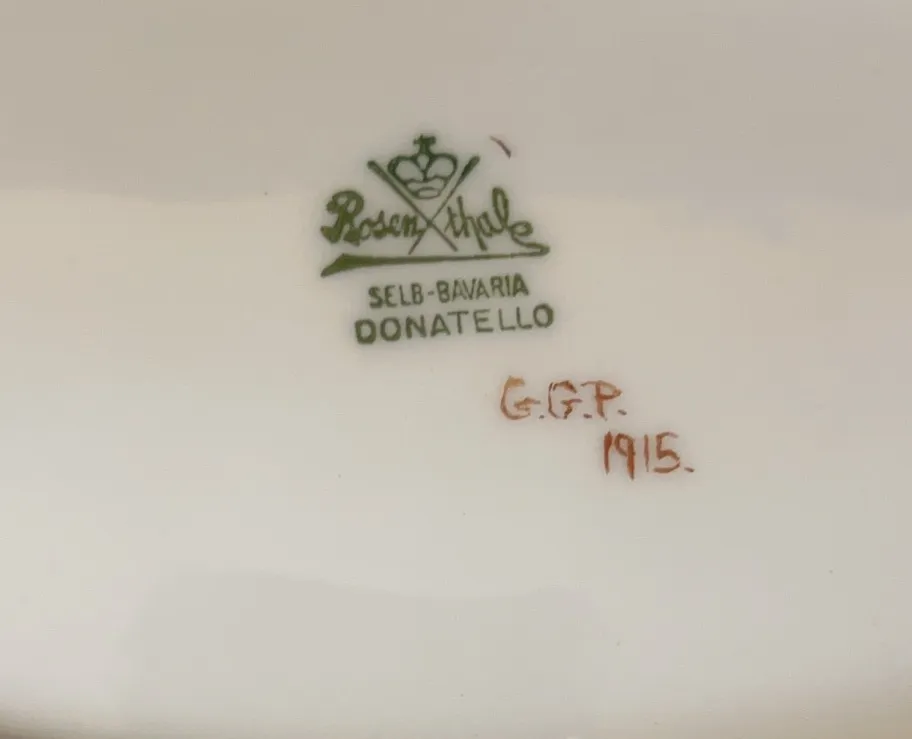 Rosenthal
SELB-BAVARIA
DONATELLO
G.G.P.
1915.